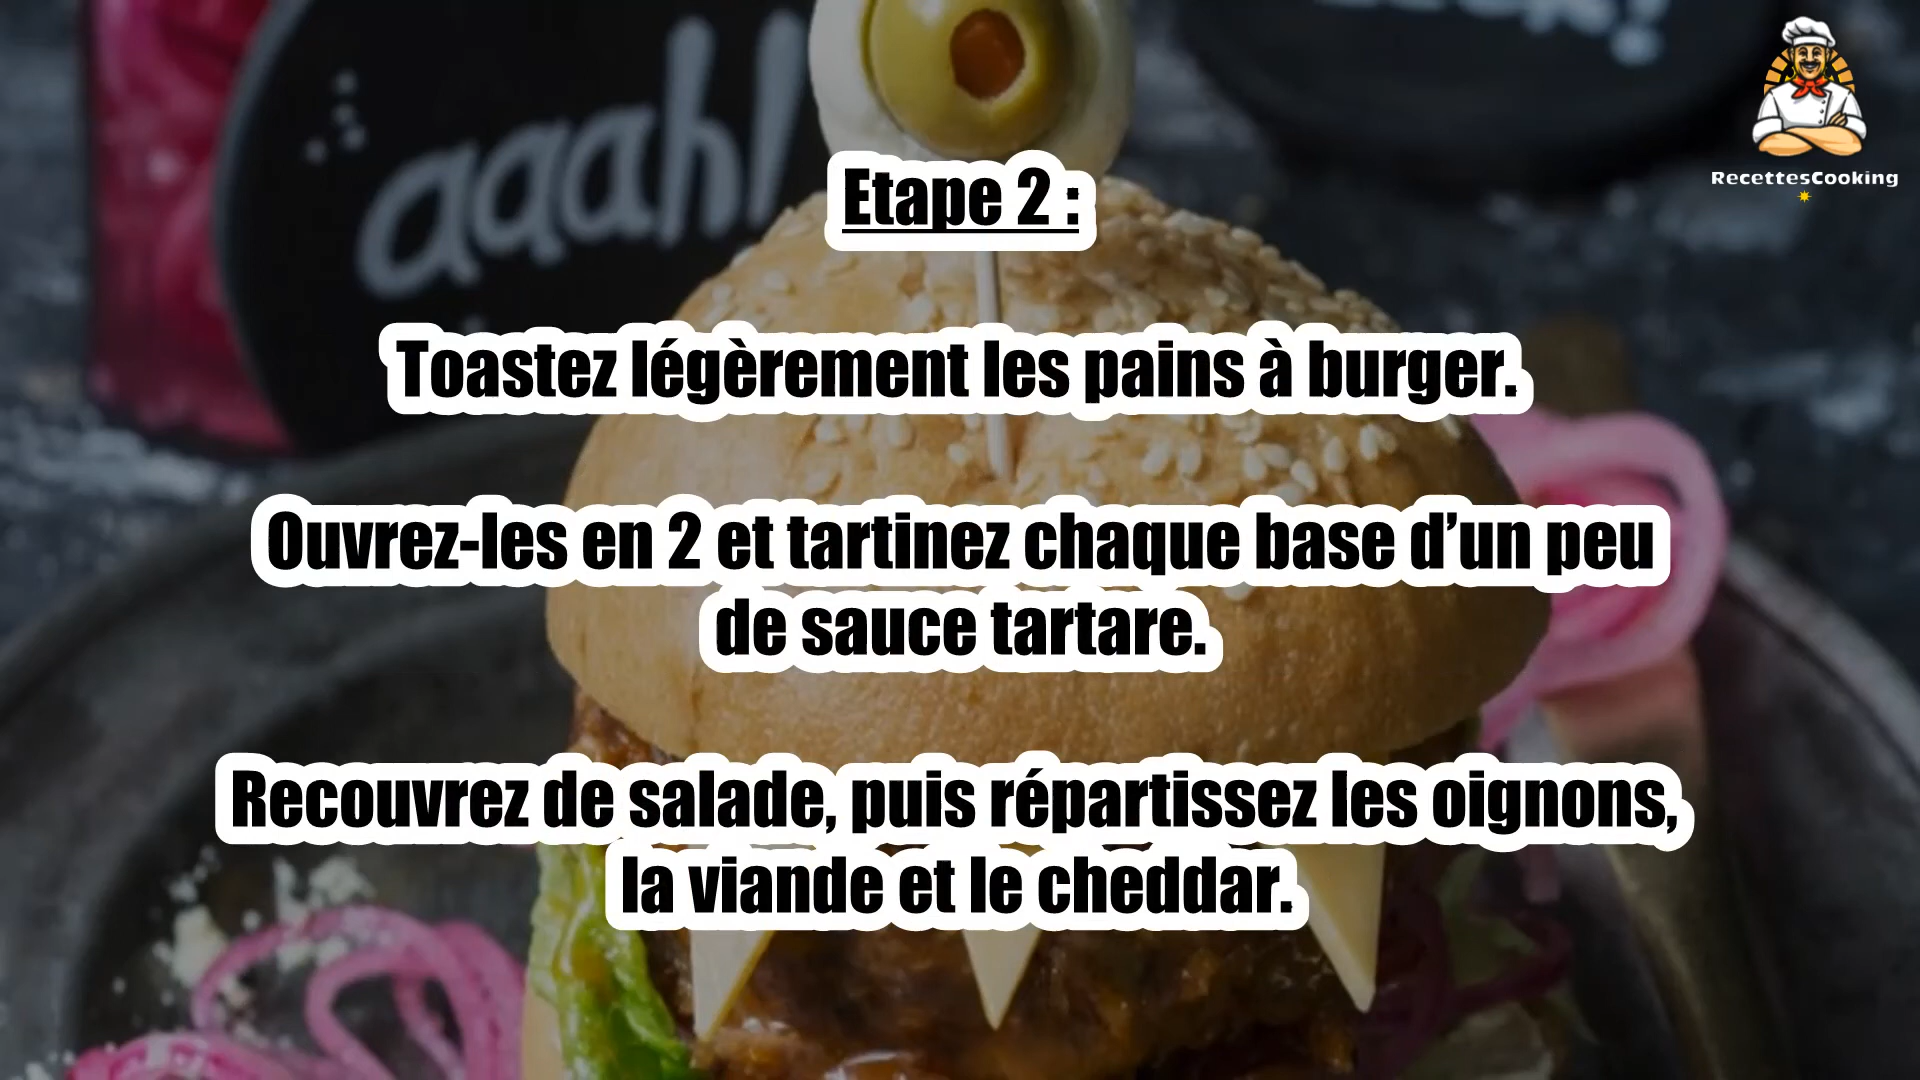 aaah!
RecettesCooking
Etape 2 :
Toastez légèrement les pains à burger.
Ouvrez-les en 2 et tartinez chaque base d’un peu
de sauce tartare.
Recouvrez de salade, puis répartissez les oignons,
la viande et le cheddar.